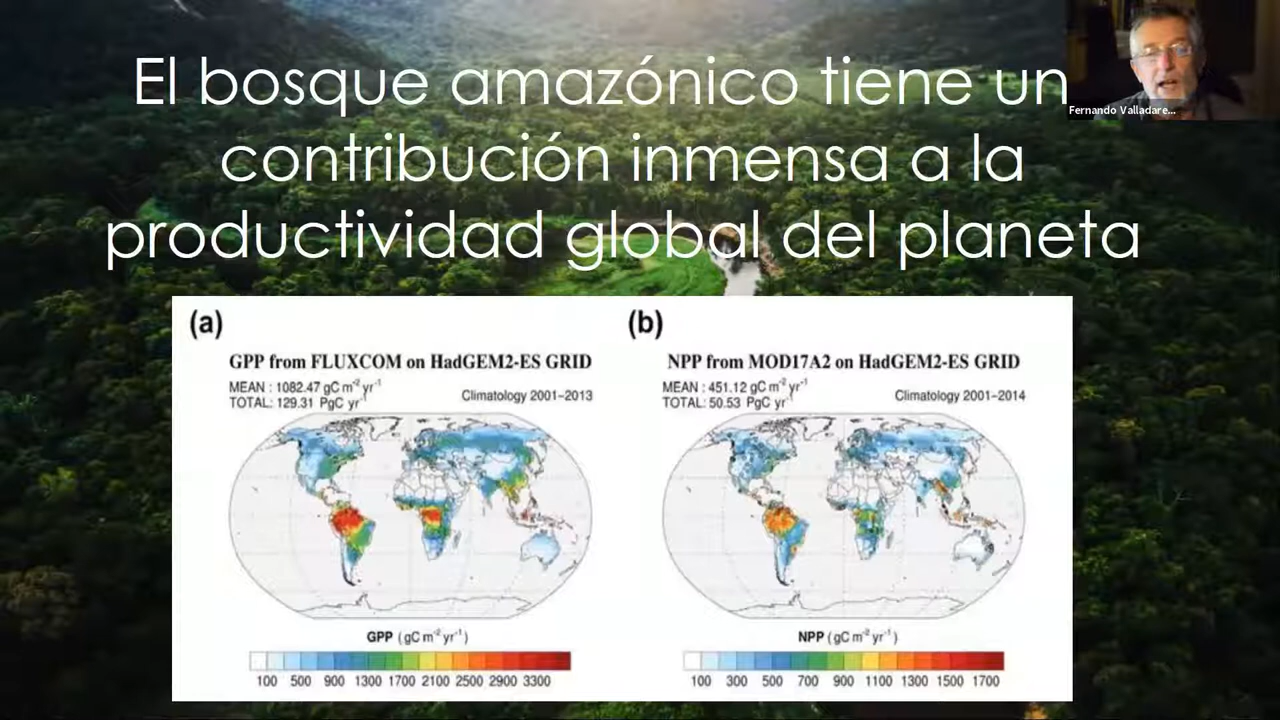 El bosque amazónico tiene un
contribución inmensa a la
productividad global del planeta
Fernando Valladare...
(a)
GPP from FLUXCOM on HadGEM2-ES GRID
MEAN : 1082.47 gC m⁻² yr⁻¹
TOTAL: 129.31 PgC yr⁻¹
Climatology 2001–2013
GPP (gC m⁻² yr⁻¹)
100 500 900 1300 1700 2100 2500 2900 3300
(b)
NPP from MOD17A2 on HadGEM2-ES GRID
MEAN : 451.12 gC m⁻² yr⁻¹
TOTAL: 50.53 PgC yr⁻¹
Climatology 2001–2014
NPP (gC m⁻² yr⁻¹)
100 300 500 700 900 1100 1300 1500 1700